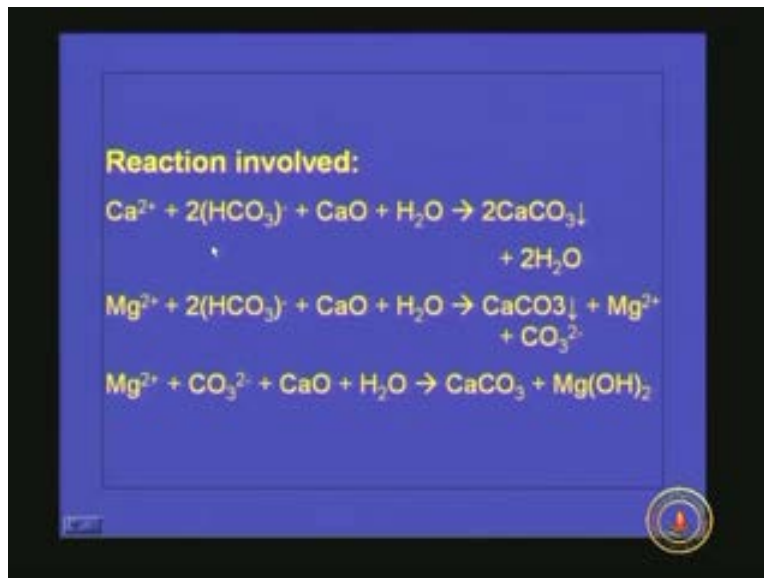 Reaction involved:
Ca²⁺ + 2(HCO₃)⁻ + CaO + H₂O → 2CaCO₃↓
+ 2H₂O
Mg²⁺ + 2(HCO₃)⁻ + CaO + H₂O → CaCO3↓ + Mg²⁺
+ CO₃²⁻
Mg²⁺ + CO₃²⁻ + CaO + H₂O → CaCO₃ + Mg(OH)₂